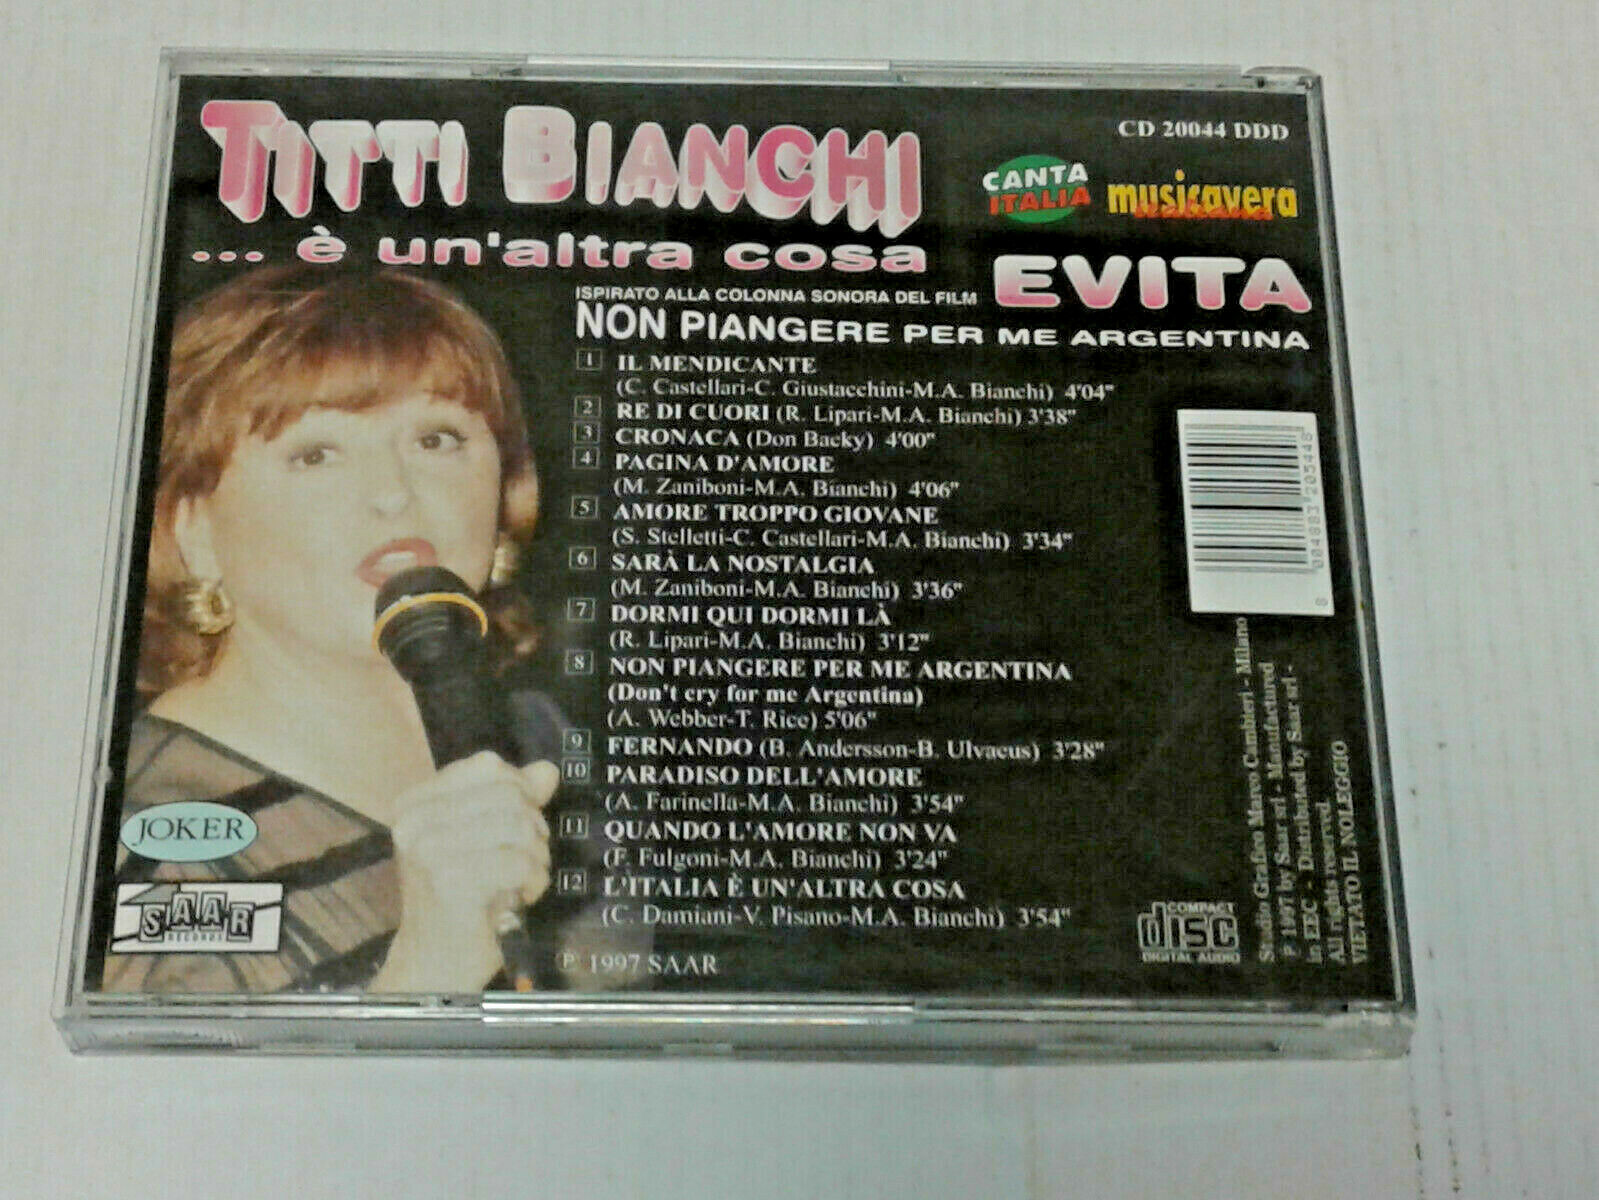 TITTI BIANCHI
... è un'altra cosa
CD 20044 DDD
CANTA
ITALIA
musicavera
EVITA
ISPIRATO ALLA COLONNA SONORA DEL FILM
NON PIANGERE PER ME ARGENTINA
1 IL MENDICANTE
(C. Castellari-C. Giustacchini-M.A. Bianchi) 4'04"
2 RE DI CUORI (R. Lipari-M.A. Bianchi) 3'38"
3 CRONACA (Don Backy) 4'00"
4 PAGINA D'AMORE
(M. Zaniboni-M.A. Bianchi) 4'06"
5 AMORE TROPPO GIOVANE
(S. Stelletti-C. Castellari-M.A. Bianchi) 3'34"
6 SARÀ LA NOSTALGIA
(M. Zaniboni-M.A. Bianchi) 3'36"
7 DORMI QUI DORMI LÀ
(R. Lipari-M.A. Bianchi) 3'12"
8 NON PIANGERE PER ME ARGENTINA
(Don't cry for me Argentina)
(A. Webber-T. Rice) 5'06"
9 FERNANDO (B. Andersson-B. Ulvaeus) 3'28"
10 PARADISO DELL'AMORE
(A. Farinella-M.A. Bianchi) 3'54"
11 QUANDO L'AMORE NON VA
(F. Fulgoni-M.A. Bianchi) 3'24"
12 L'ITALIA È UN'ALTRA COSA
(C. Damiani-V. Pisano-M.A. Bianchi) 3'54"
℗ 1997 SAAR
JOKER
SAAR
RECORDS
COMPACT
disc
DIGITAL AUDIO
8 004883 205448
Studio Grafico Marco Cambieri - Milano
P 1997 by Saar srl - Manufactured
in EEC - Distributed by Saar srl -
All rights reserved
VIETATO IL NOLEGGIO